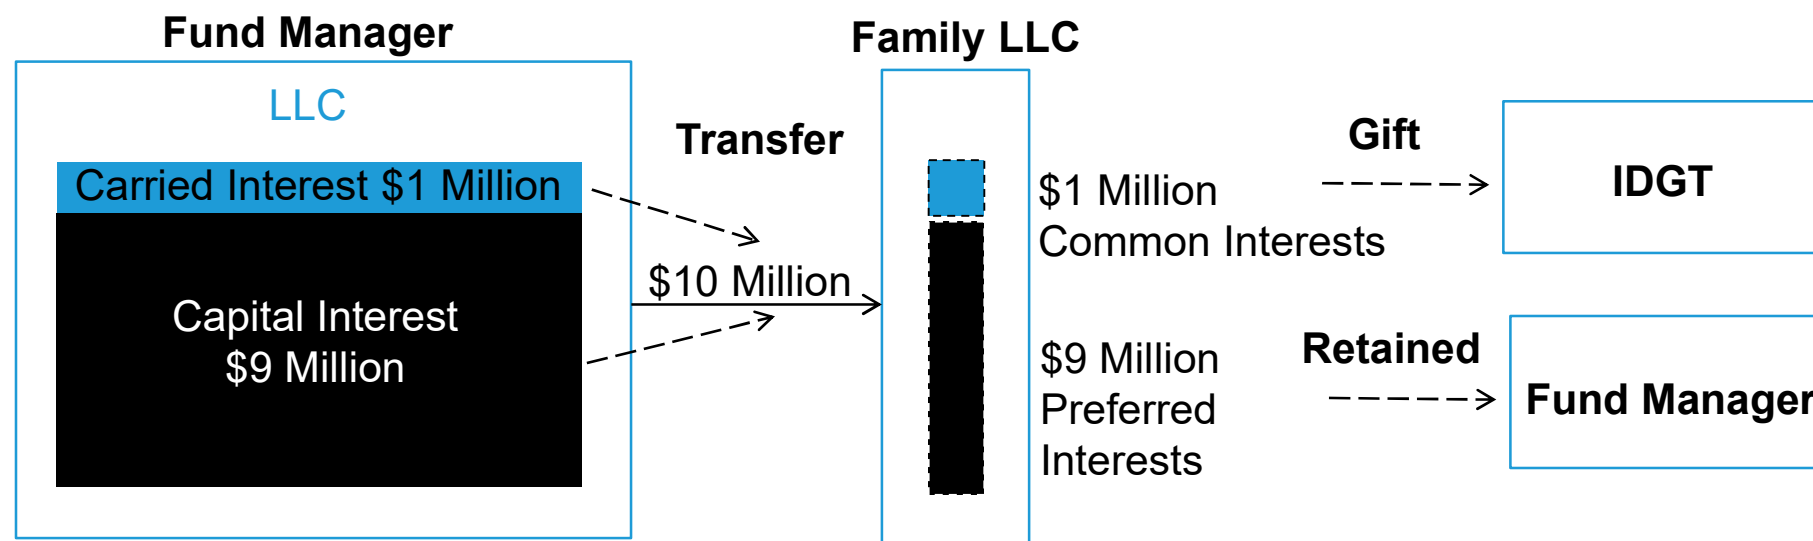 Fund Manager
LLC
Carried Interest $1 Million
Capital Interest
$9 Million
Transfer
$10 Million
Family LLC
$1 Million
Common Interests
$9 Million
Preferred
Interests
Gift
IDGT
Retained
Fund Manager